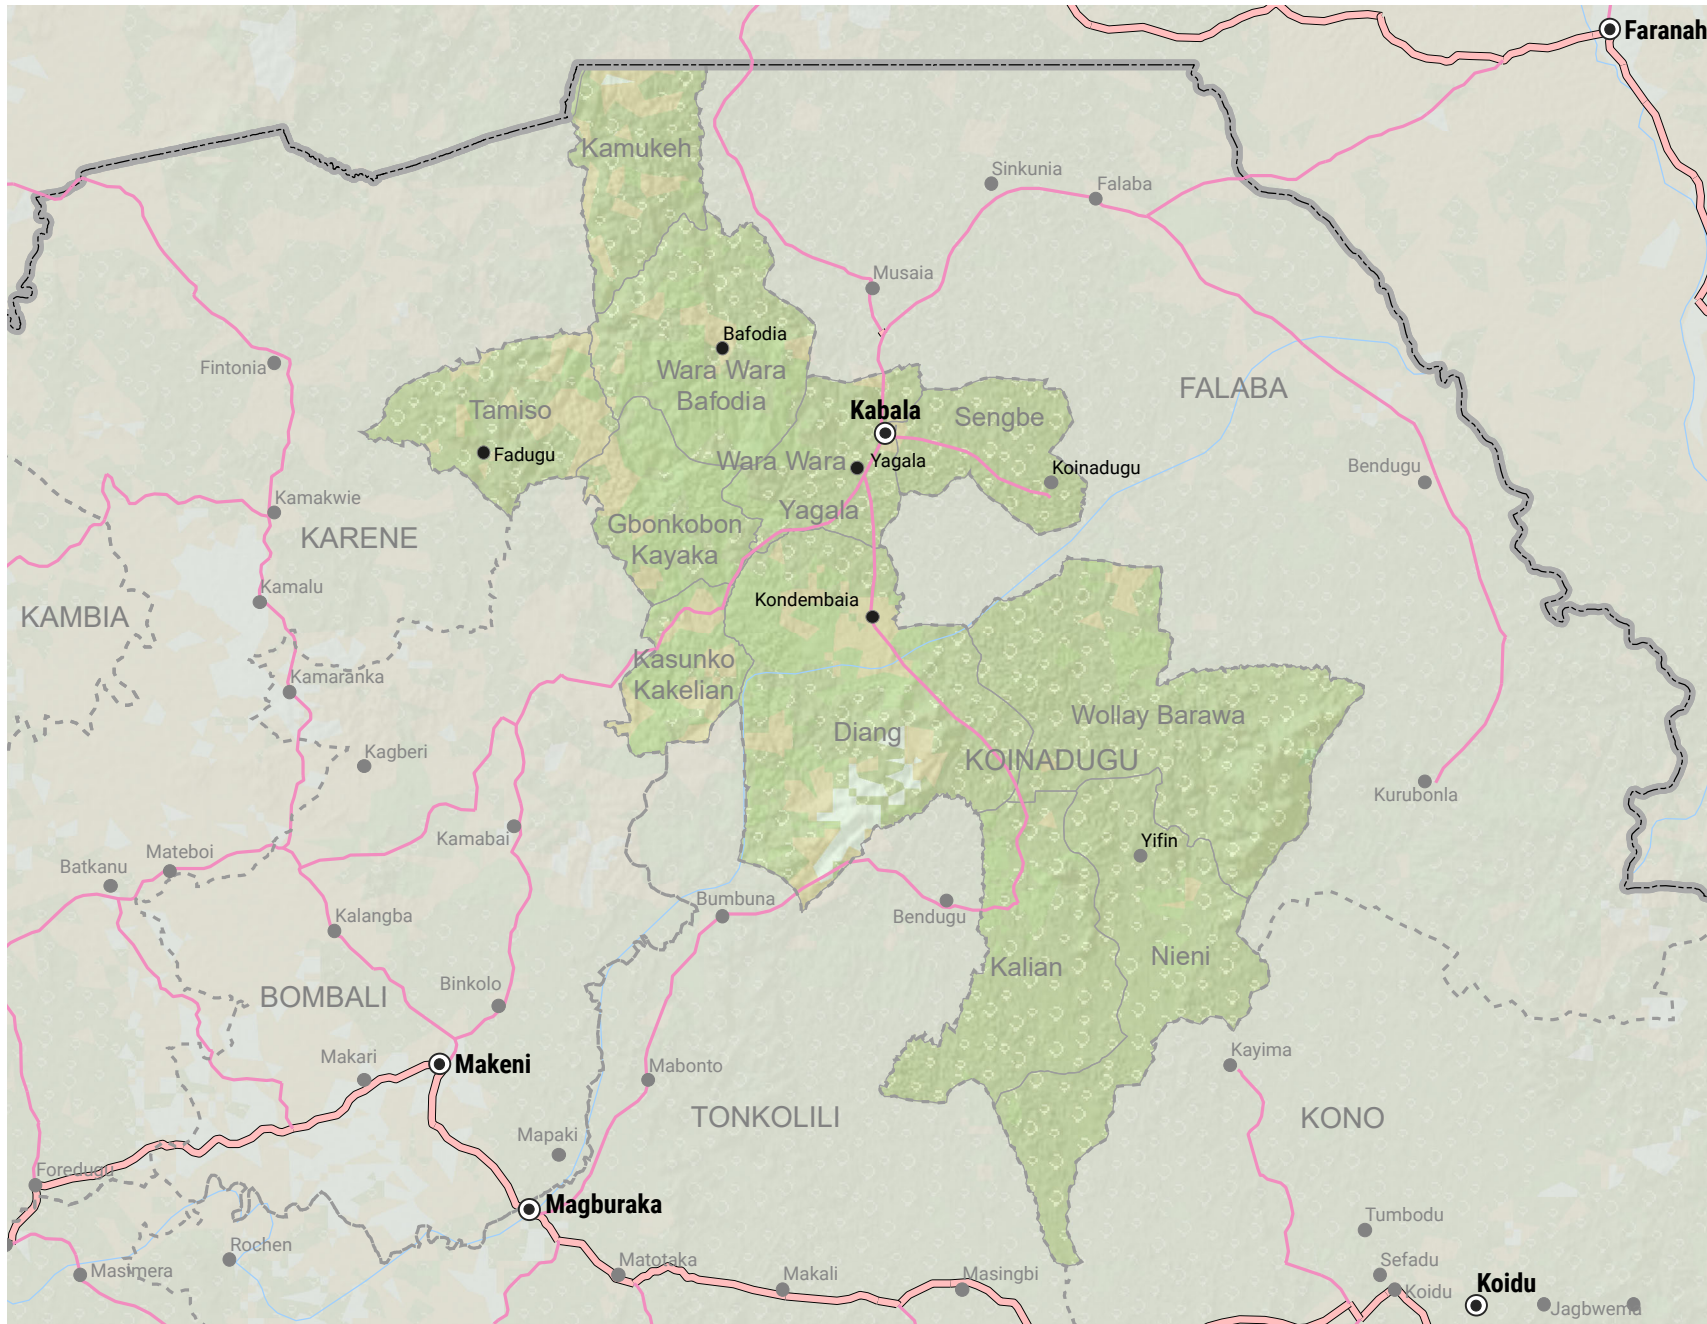 Faranah
Kamukeh
Sinkunia
Falaba
Musaia
Bafodia
Fintonia
Wara Wara
Bafodia
FALABA
Tamiso
Kabala
Sengbe
Fadugu
Wara Wara
Yagala
Koinadugu
Bendugu
Kamakwie
Yagala
KARENE
Gbonkobon
Kayaka
Kamalu
KAMBIA
Kondembaia
Kasunko
Kakelian
Kamaranka
Wollay Barawa
Diang
Kagberi
KOINADUGU
Kurubonla
Kamabai
Yifin
Mateboi
Batkanu
Bumbuna
Bendugu
Kalangba
Nieni
Kalian
Binkolo
BOMBALI
Makari
Makeni
Kayima
Mabonto
TONKOLILI
KONO
Mapaki
Foredugu
Magburaka
Tumbodu
Rochen
Masimera
Matotaka
Makali
Masingbi
Sefadu
Koidu
Koidu
Jagbwema